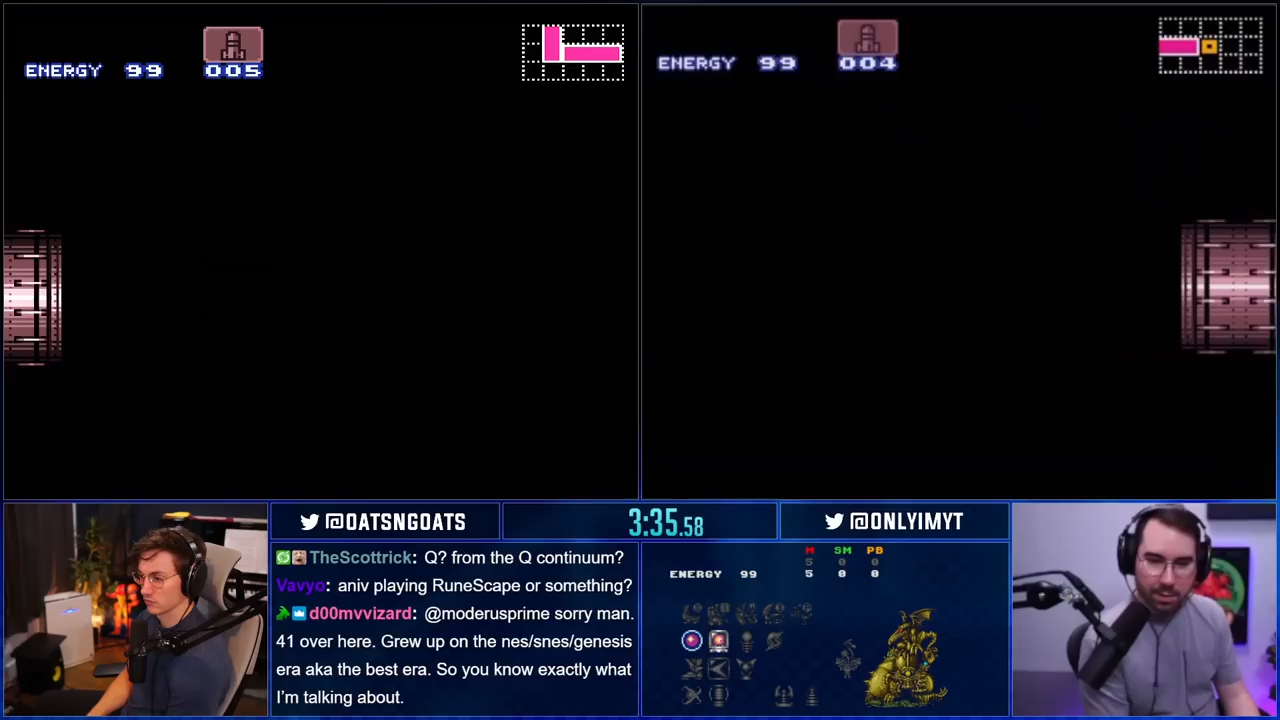 ENERGY 99 005
ENERGY 99 004
@OATSNGOATS
3:35.58
@ONLYIMYT
TheScottrick: Q? from the Q continuum?
Vavyo: aniv playing RuneScape or something?
d00mvvizard: @moderusprime sorry man.
41 over here. Grew up on the nes/snes/genesis
era aka the best era. So you know exactly what
I'm talking about.
M SM PB
5 0 0
ENERGY 99 5 0 0